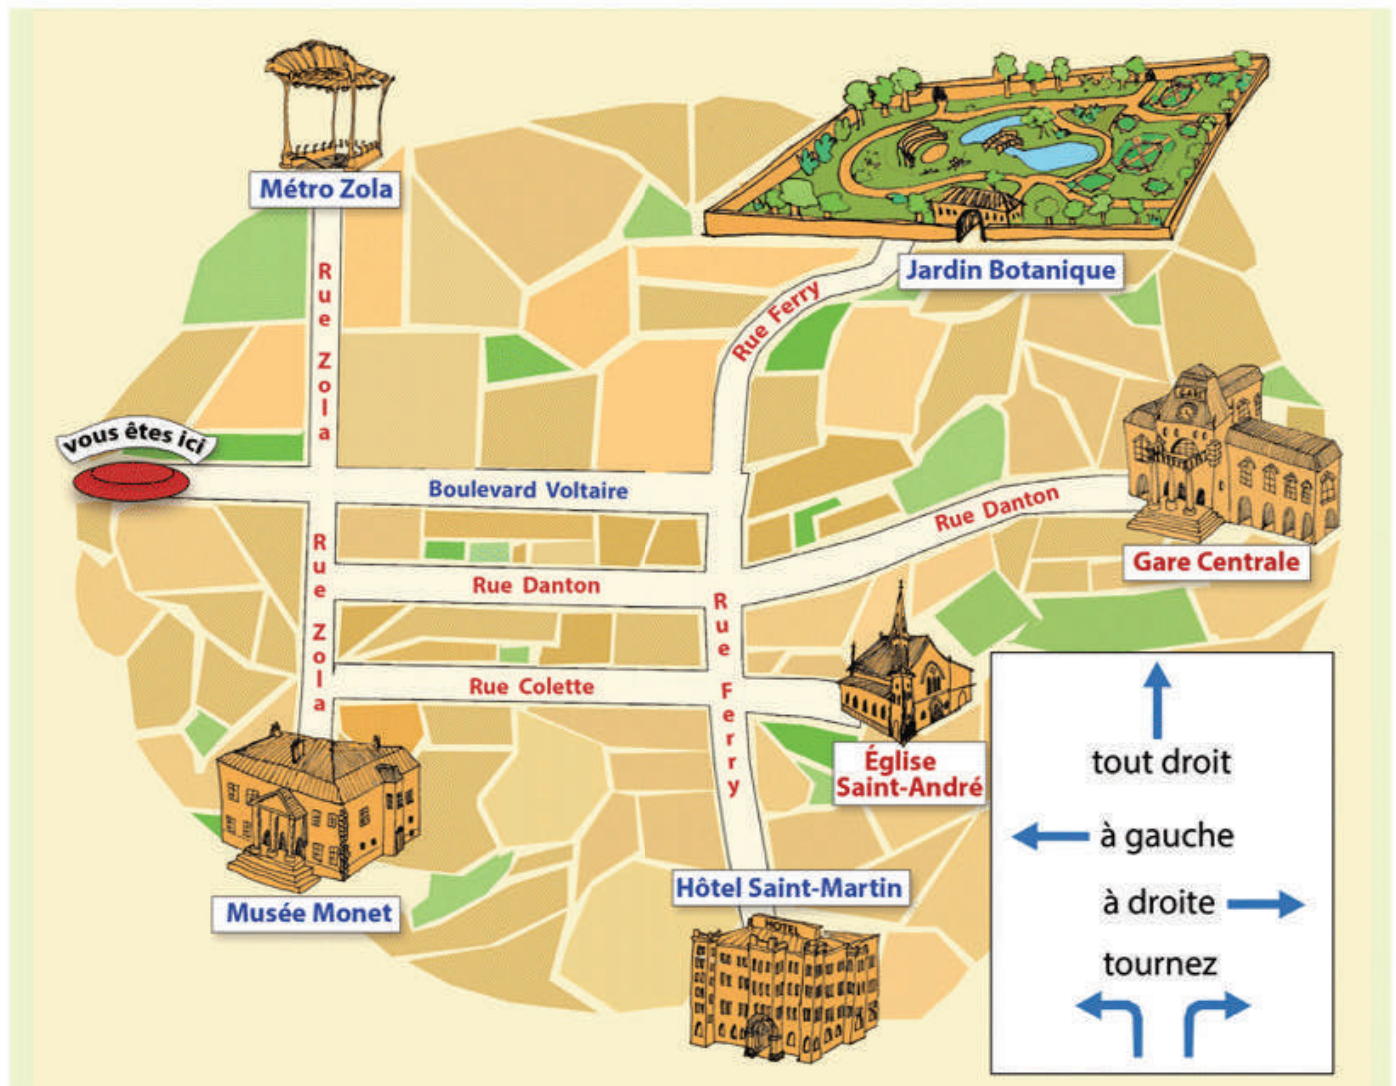 Métro Zola
Jardin Botanique
Rue Zola
Rue Ferry
vous êtes ici
GARE
Boulevard Voltaire
Rue Danton
Gare Centrale
Rue Zola
Rue Danton
Rue Ferry
Rue Colette
Église
Saint-André
Hôtel Saint-Martin
HOTEL
Musée Monet
tout droit
à gauche
à droite
tournez